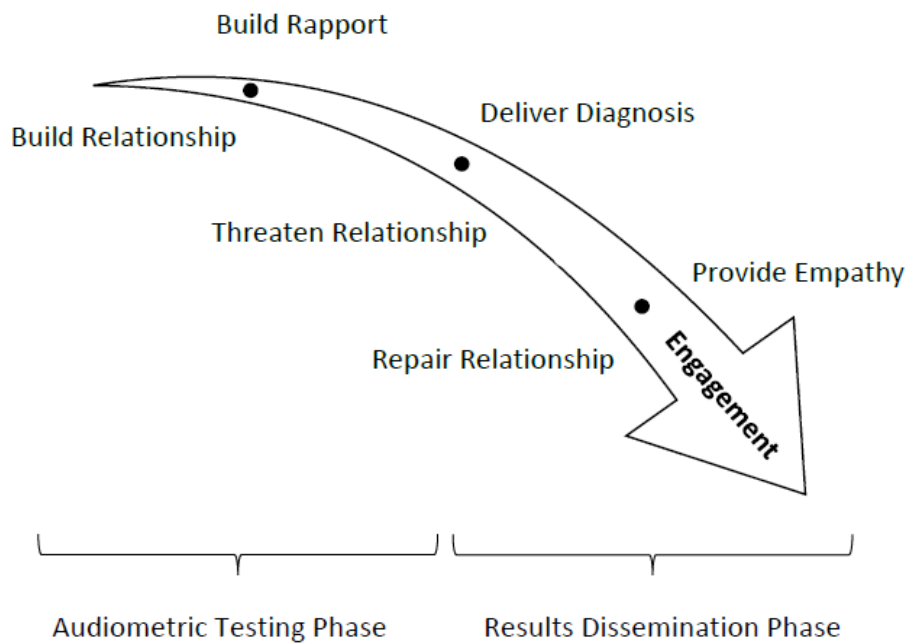 Build Rapport
Build Relationship
Deliver Diagnosis
Threaten Relationship
Provide Empathy
Repair Relationship
Engagement
Audiometric Testing Phase
Results Dissemination Phase